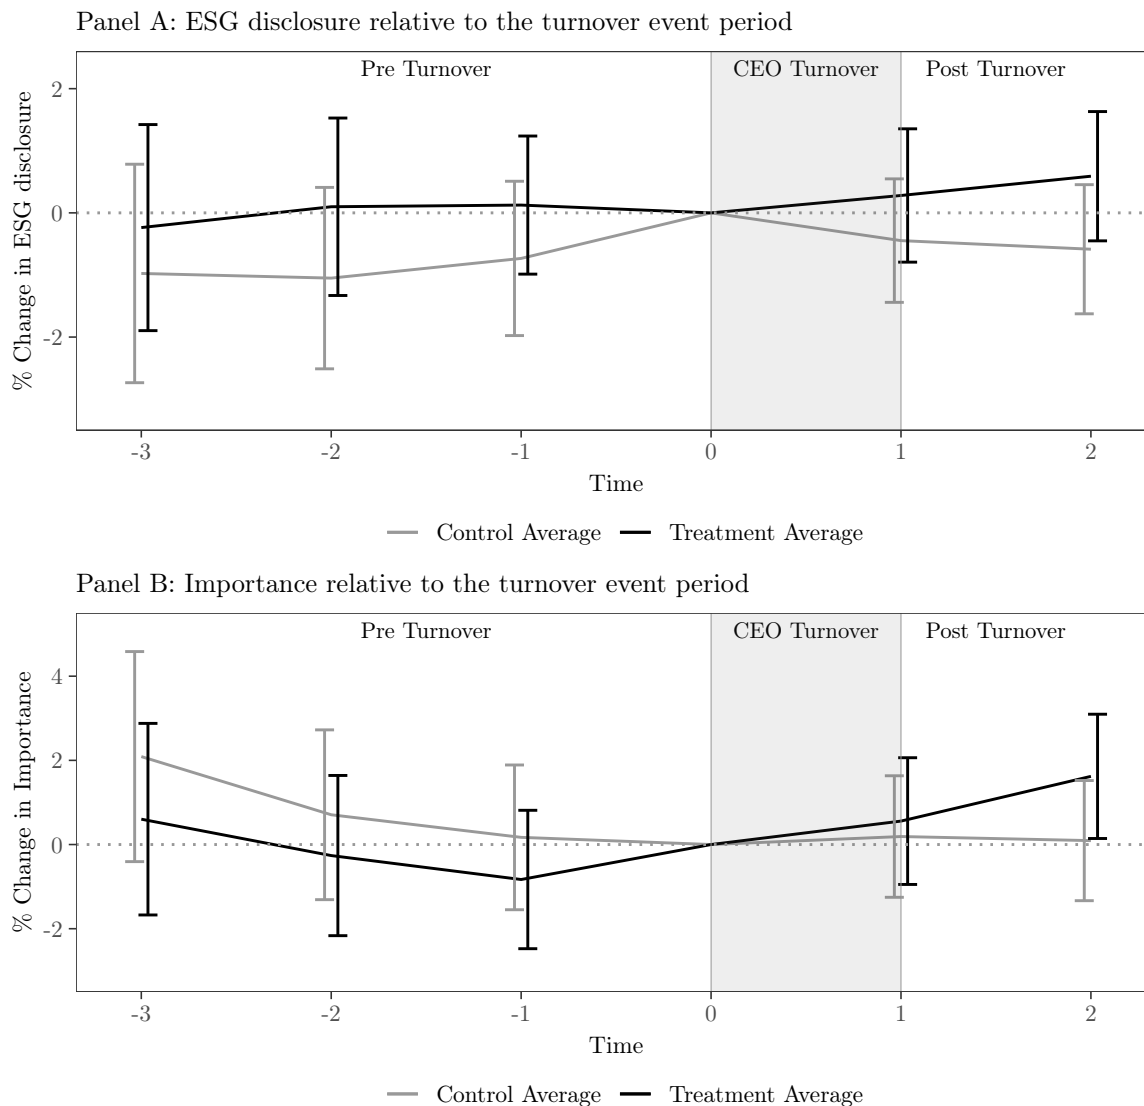 Panel A: ESG disclosure relative to the turnover event period
Pre Turnover CEO Turnover Post Turnover
% Change in ESG disclosure
2
0
-2
-3 -2 -1 0 1 2
Time
Control Average Treatment Average
Panel B: Importance relative to the turnover event period
Pre Turnover CEO Turnover Post Turnover
% Change in Importance
4
2
0
-2
-3 -2 -1 0 1 2
Time
Control Average Treatment Average